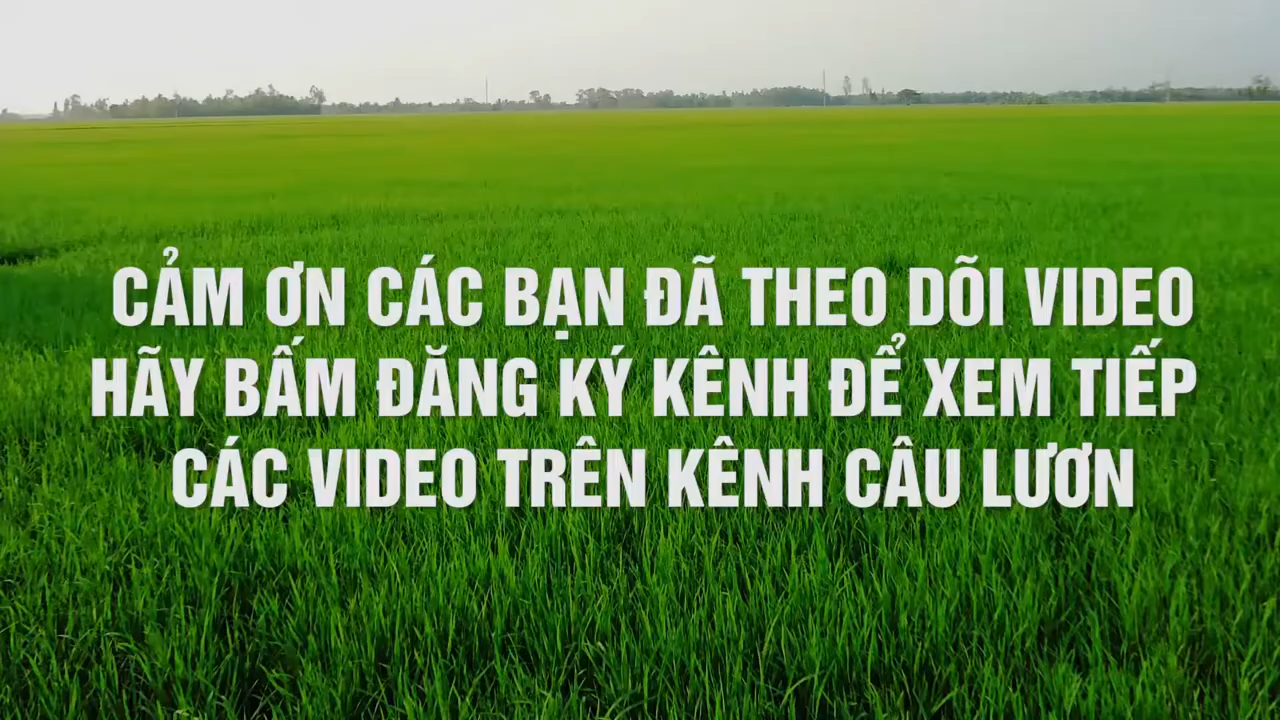 CẢM ƠN CÁC BẠN ĐÃ THEO DÕI VIDEO
HÃY BẤM ĐĂNG KÝ KÊNH ĐỂ XEM TIẾP
CÁC VIDEO TRÊN KÊNH CÂU LƯƠN